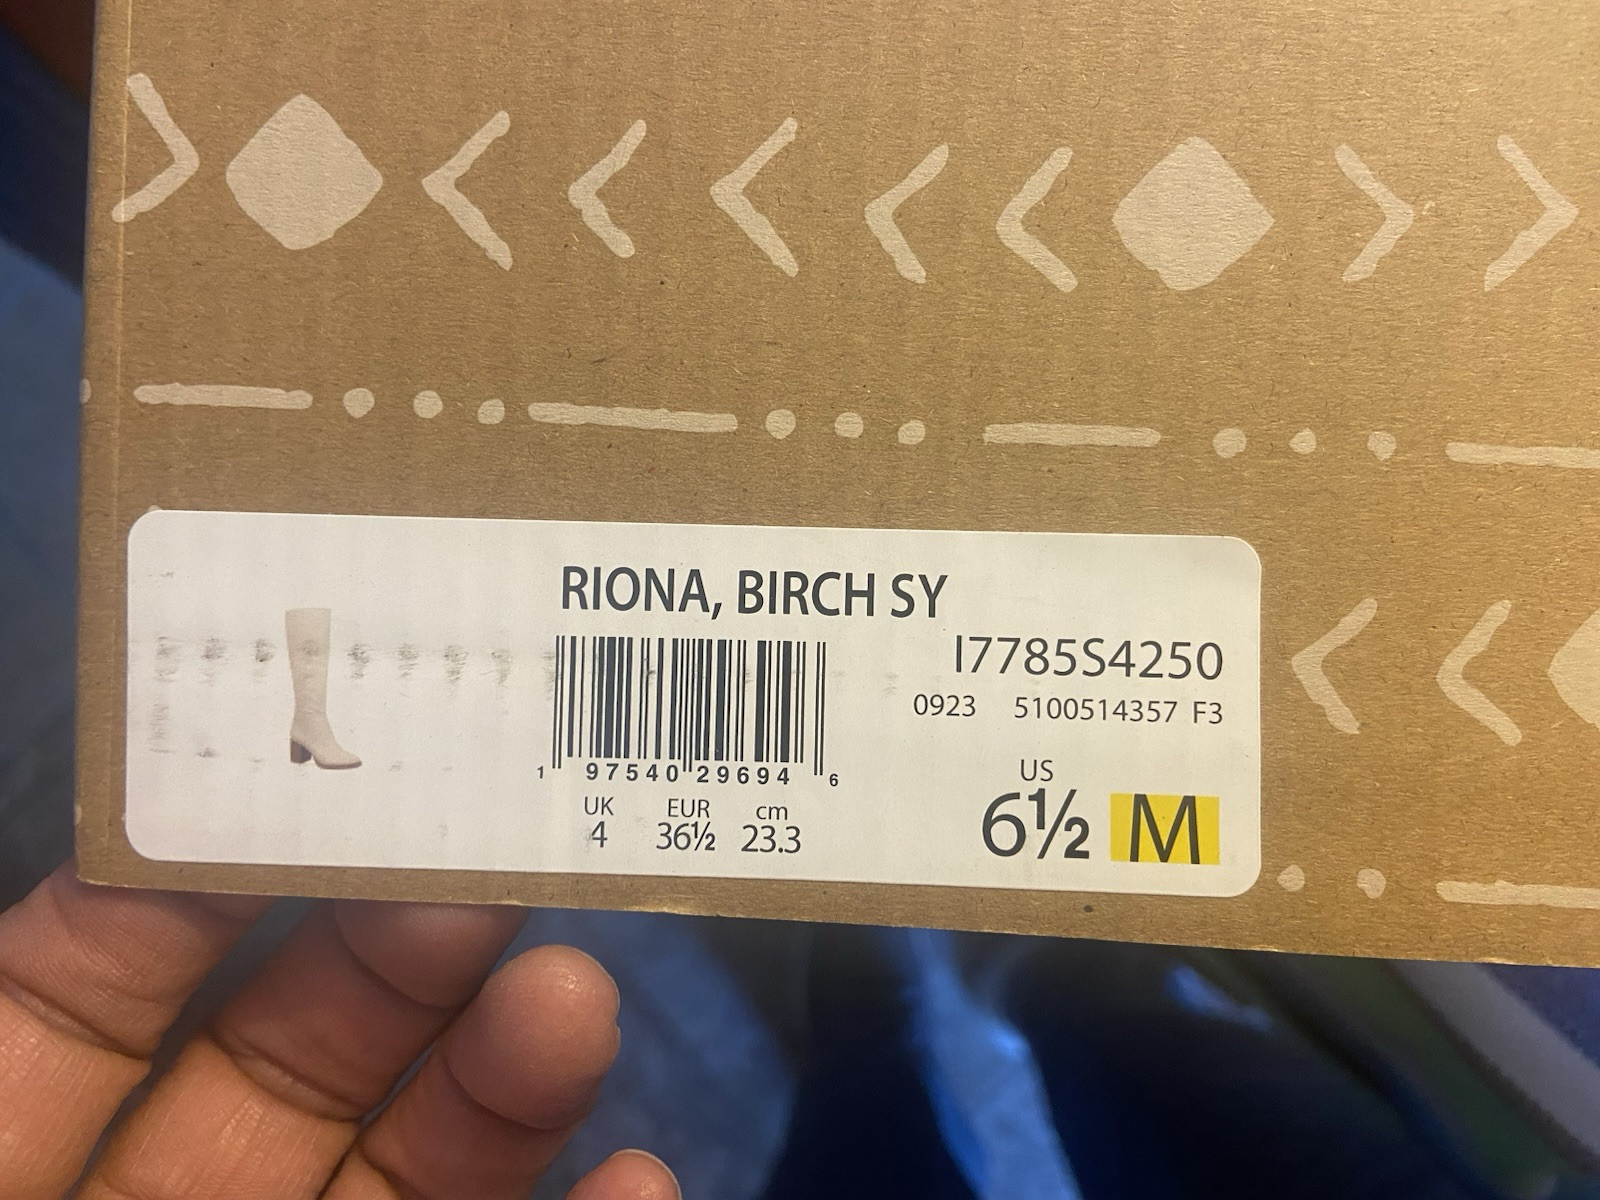 RIONA, BIRCH SY
I7785S4250
0923 5100514357 F3
1 97540 29694 6
UK EUR cm
4 36½ 23.3
US
6½ M